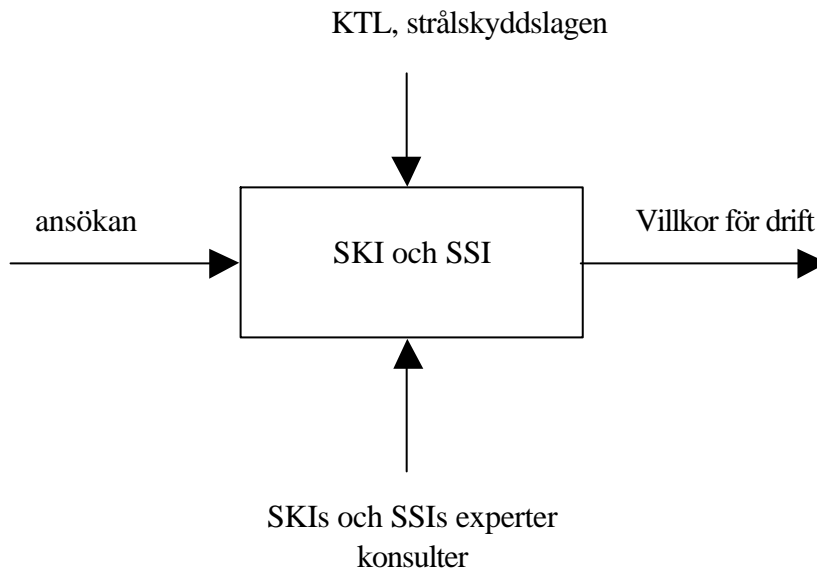 KTL, strålskyddslagen
ansökan
Villkor för drift
SKI och SSI
SKIs och SSIs experter
konsulter